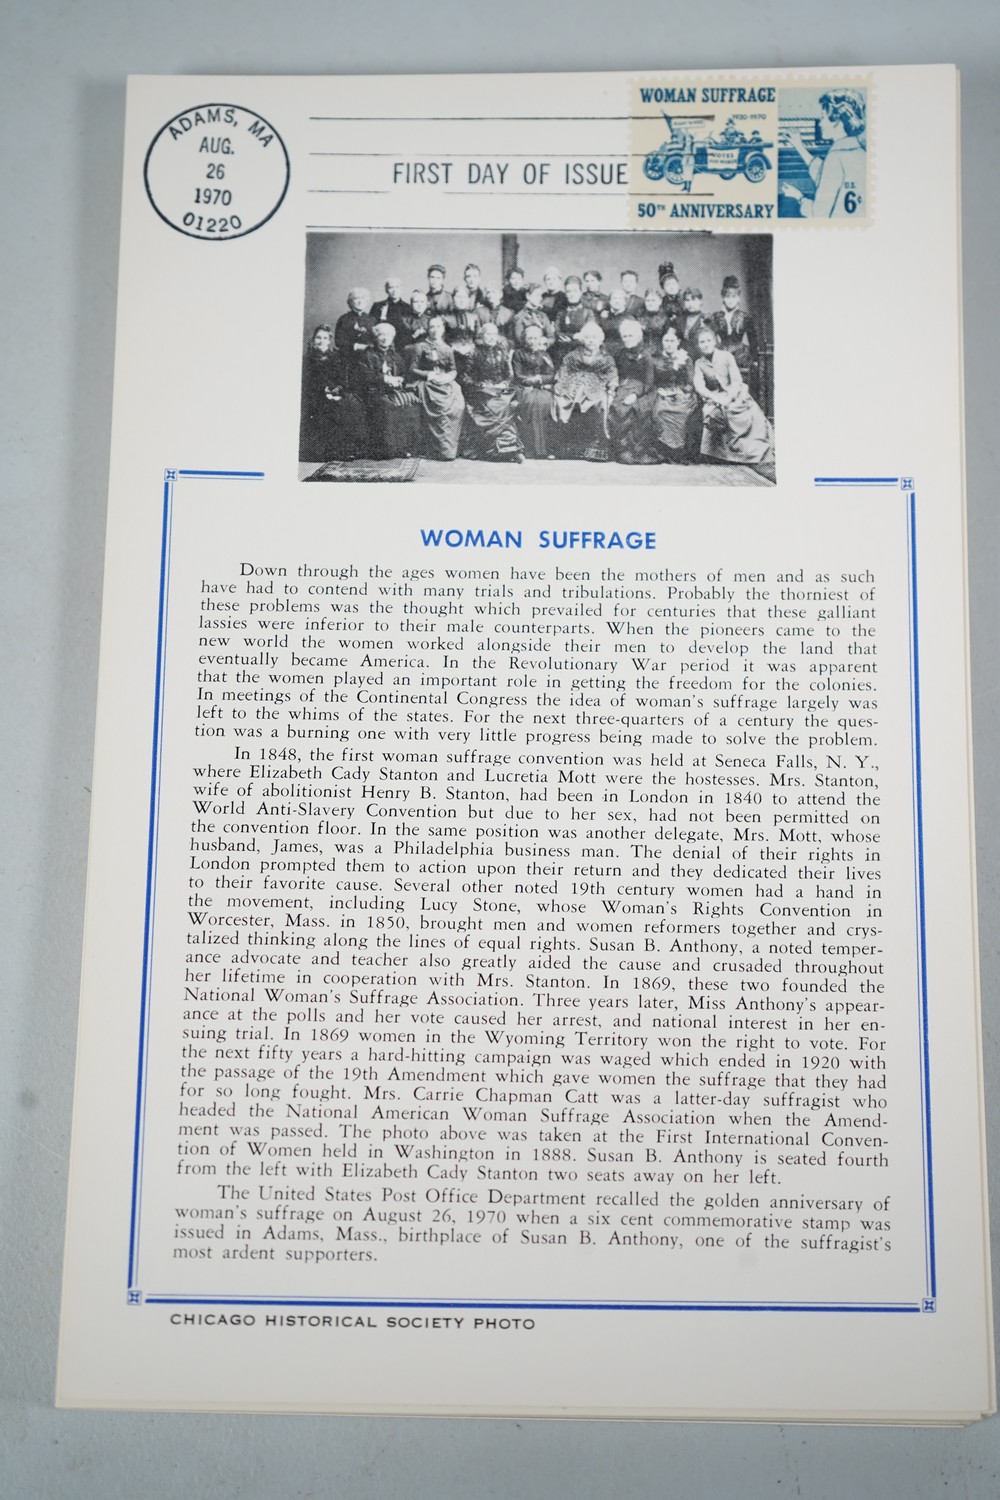 ADAMS, MA
AUG.
26
1970
01220
FIRST DAY OF ISSUE
WOMAN SUFFRAGE
1920-1970
VOTES
50TH ANNIVERSARY
U.S.
6¢
WOMAN SUFFRAGE
Down through the ages women have been the mothers of men and as such
have had to contend with many trials and tribulations. Probably the thorniest of
these problems was the thought which prevailed for centuries that these galliant
lassies were inferior to their male counterparts. When the pioneers came to the
new world the women worked alongside their men to develop the land that
eventually became America. In the Revolutionary War period it was apparent
that the women played an important role in getting the freedom for the colonies.
In meetings of the Continental Congress the idea of woman's suffrage largely was
left to the whims of the states. For the next three-quarters of a century the ques-
tion was a burning one with very little progress being made to solve the problem.
In 1848, the first woman suffrage convention was held at Seneca Falls, N. Y.,
where Elizabeth Cady Stanton and Lucretia Mott were the hostesses. Mrs. Stanton,
wife of abolitionist Henry B. Stanton, had been in London in 1840 to attend the
World Anti-Slavery Convention but due to her sex, had not been permitted on
the convention floor. In the same position was another delegate, Mrs. Mott, whose
husband, James, was a Philadelphia business man. The denial of their rights in
London prompted them to action upon their return and they dedicated their lives
to their favorite cause. Several other noted 19th century women had a hand in
the movement, including Lucy Stone, whose Woman's Rights Convention in
Worcester, Mass. in 1850, brought men and women reformers together and crys-
talized thinking along the lines of equal rights. Susan B. Anthony, a noted temper-
ance advocate and teacher also greatly aided the cause and crusaded throughout
her lifetime in cooperation with Mrs. Stanton. In 1869, these two founded the
National Woman's Suffrage Association. Three years later, Miss Anthony's appear-
ance at the polls and her vote caused her arrest, and national interest in her en-
suing trial. In 1869 women in the Wyoming Territory won the right to vote. For
the next fifty years a hard-hitting campaign was waged which ended in 1920 with
the passage of the 19th Amendment which gave women the suffrage that they had
for so long fought. Mrs. Carrie Chapman Catt was a latter-day suffragist who
headed the National American Woman Suffrage Association when the Amend-
ment was passed. The photo above was taken at the First International Conven-
tion of Women held in Washington in 1888. Susan B. Anthony is seated fourth
from the left with Elizabeth Cady Stanton two seats away on her left.
The United States Post Office Department recalled the golden anniversary of
woman's suffrage on August 26, 1970 when a six cent commemorative stamp was
issued in Adams, Mass., birthplace of Susan B. Anthony, one of the suffragist's
most ardent supporters.
CHICAGO HISTORICAL SOCIETY PHOTO